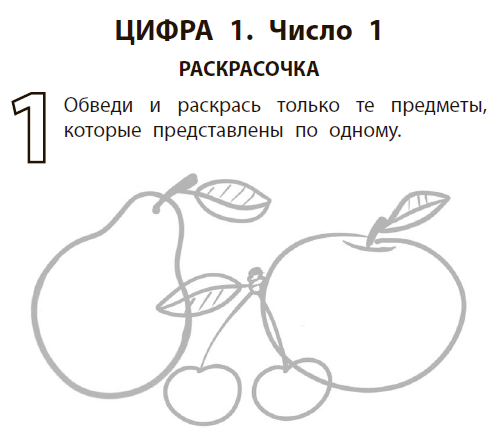 ЦИФРА 1. Число 1
РАСКРАСОЧКА
1
Обведи и раскрась только те предметы,
которые представлены по одному.